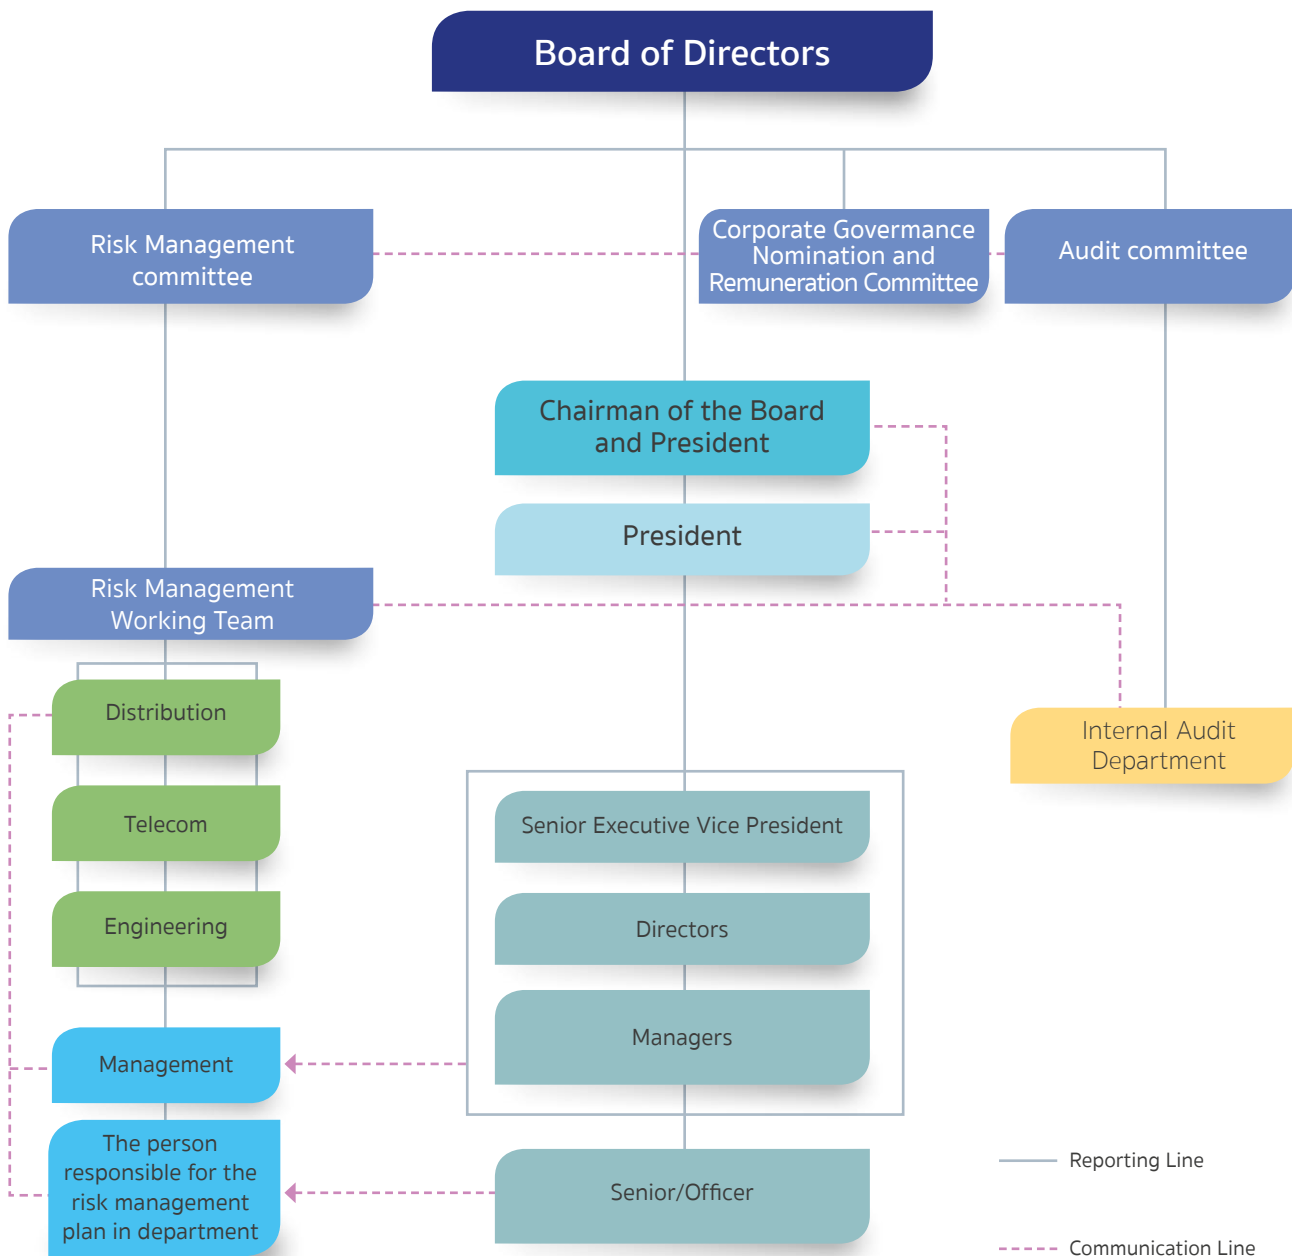 Board of Directors
Risk Management
committee
Corporate Govermance
Nomination and
Remuneration Committee
Audit committee
Chairman of the Board
and President
President
Risk Management
Working Team
Distribution
Internal Audit
Department
Telecom
Senior Executive Vice President
Engineering
Directors
Management
Managers
The person
responsible for the
risk management
plan in department
Senior/Officer
Reporting Line
Communication Line